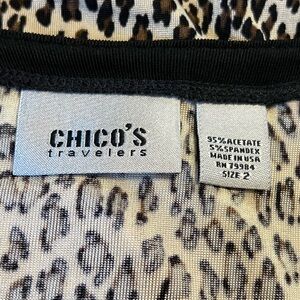 CHICO'S
travelers
95% ACETATE
5% SPANDEX
MADE IN USA
RN 79984
SIZE 2